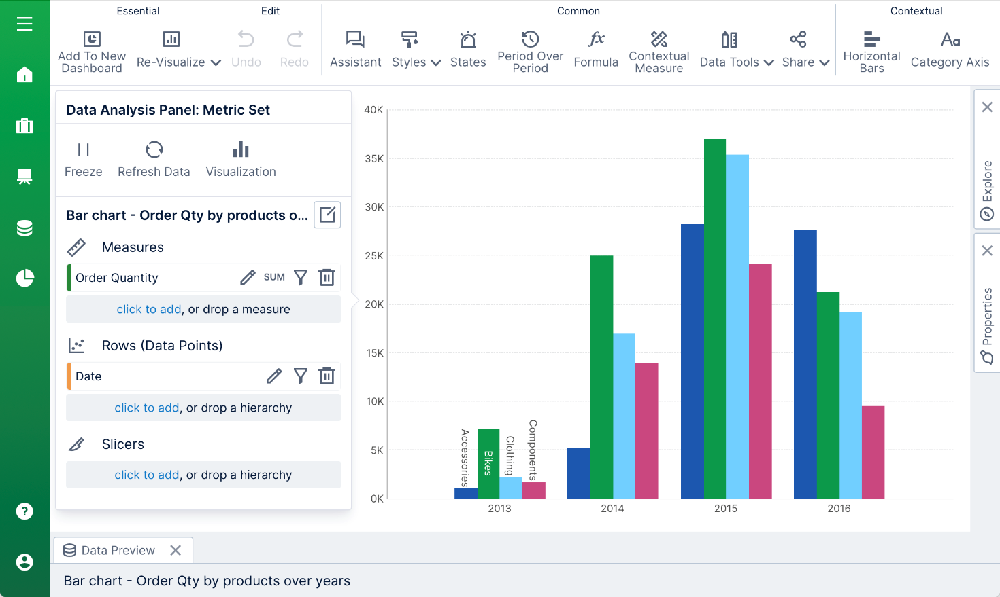 Essential
Edit
Common
Contextual
Add To New
Dashboard
Re-Visualize
Undo
Redo
Assistant
Styles
States
Period Over
Period
fx
Formula
Contextual
Measure
Data Tools
Share
Horizontal
Bars
Aa
Category Axis
Data Analysis Panel: Metric Set
Freeze
Refresh Data
Visualization
Bar chart - Order Qty by products o...
Measures
Order Quantity
SUM
click to add, or drop a measure
Rows (Data Points)
Date
click to add, or drop a hierarchy
Slicers
click to add, or drop a hierarchy
40K
35K
30K
25K
20K
15K
10K
5K
0K
Accessories
Bikes
Clothing
Components
2013
2014
2015
2016
Explore
Properties
?
Data Preview
Bar chart - Order Qty by products over years